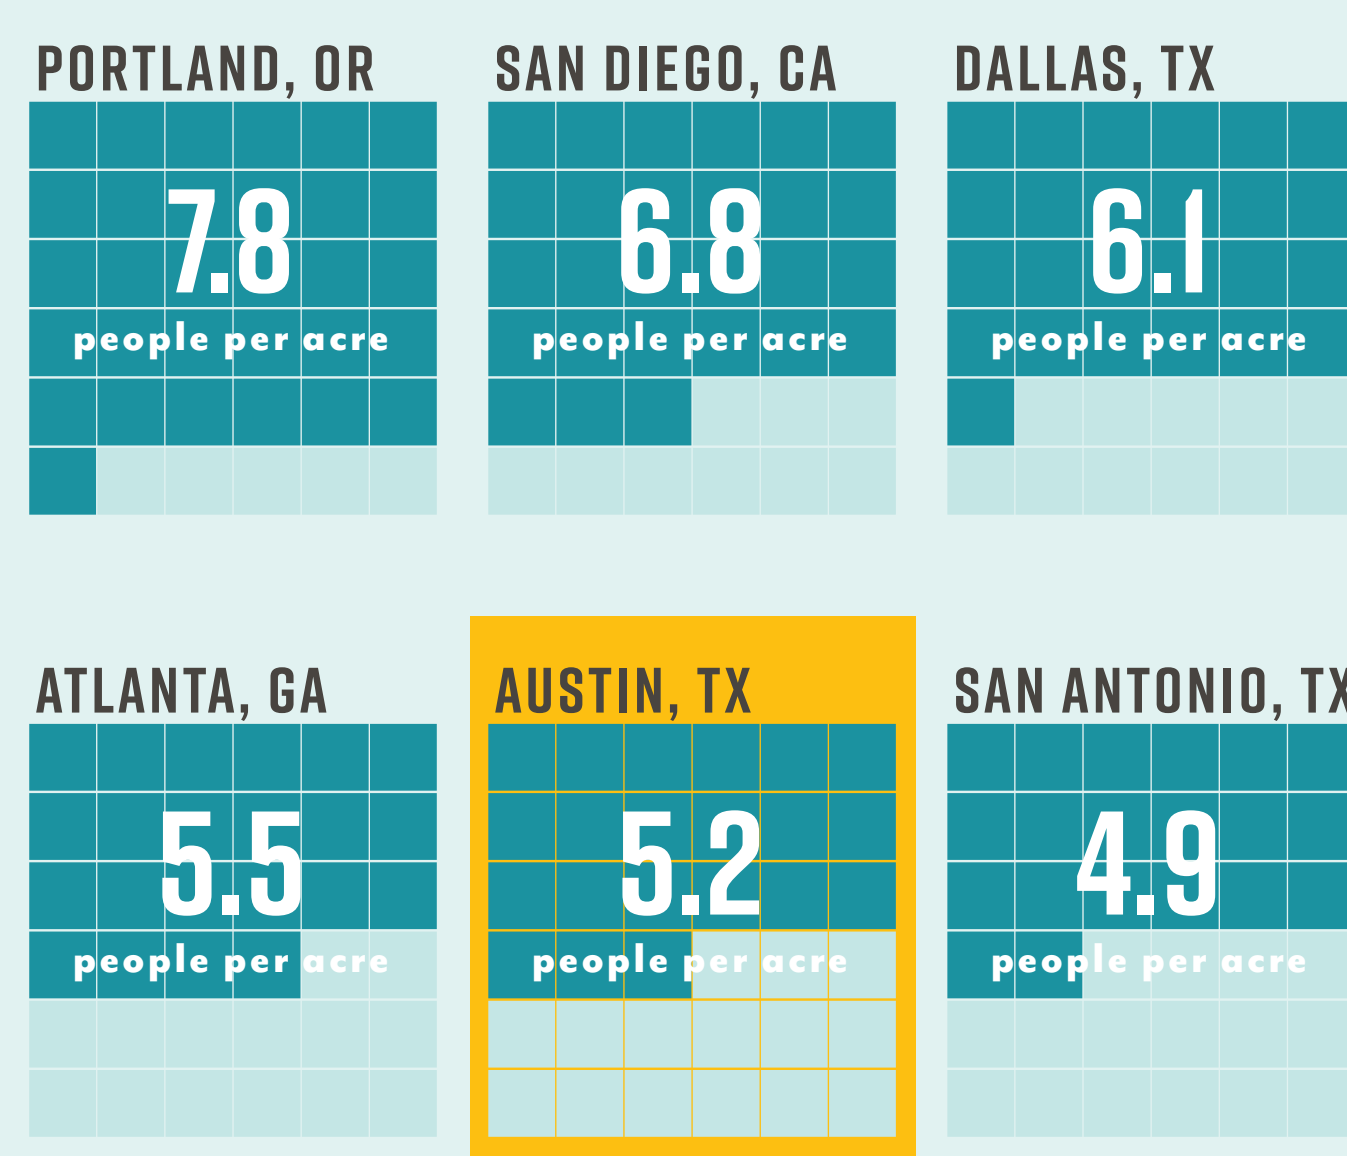 PORTLAND, OR
7.8
people per acre
SAN DIEGO, CA
6.8
people per acre
DALLAS, TX
6.1
people per acre
ATLANTA, GA
5.5
people per acre
AUSTIN, TX
5.2
people per acre
SAN ANTONIO, TX
4.9
people per acre